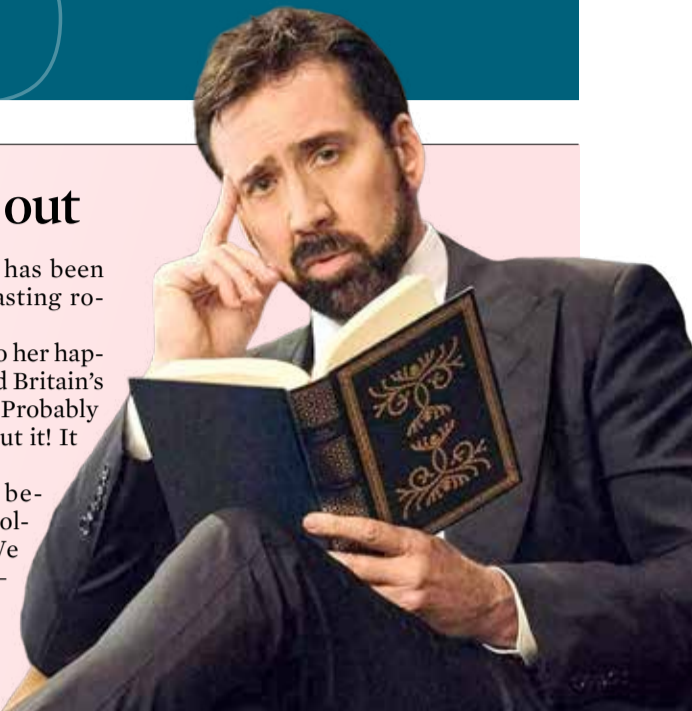 out
has been
asting ro-
o her hap-
d Britain's
Probably
ut it! It
be-
ol-
Ve
–